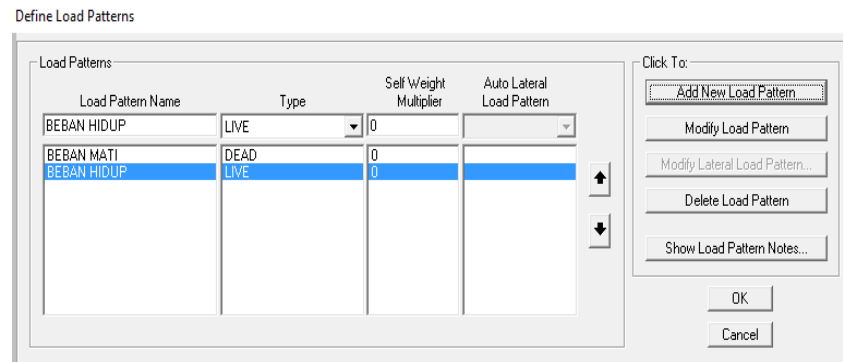 Define Load Patterns
Load Patterns
Click To:
Load Pattern Name
Type
Self Weight
Multiplier
Auto Lateral
Load Pattern
BEBAN HIDUP
LIVE
0
BEBAN MATI
DEAD
0
BEBAN HIDUP
LIVE
0
Add New Load Pattern
Modify Load Pattern
Modify Lateral Load Pattern...
Delete Load Pattern
Show Load Pattern Notes...
OK
Cancel